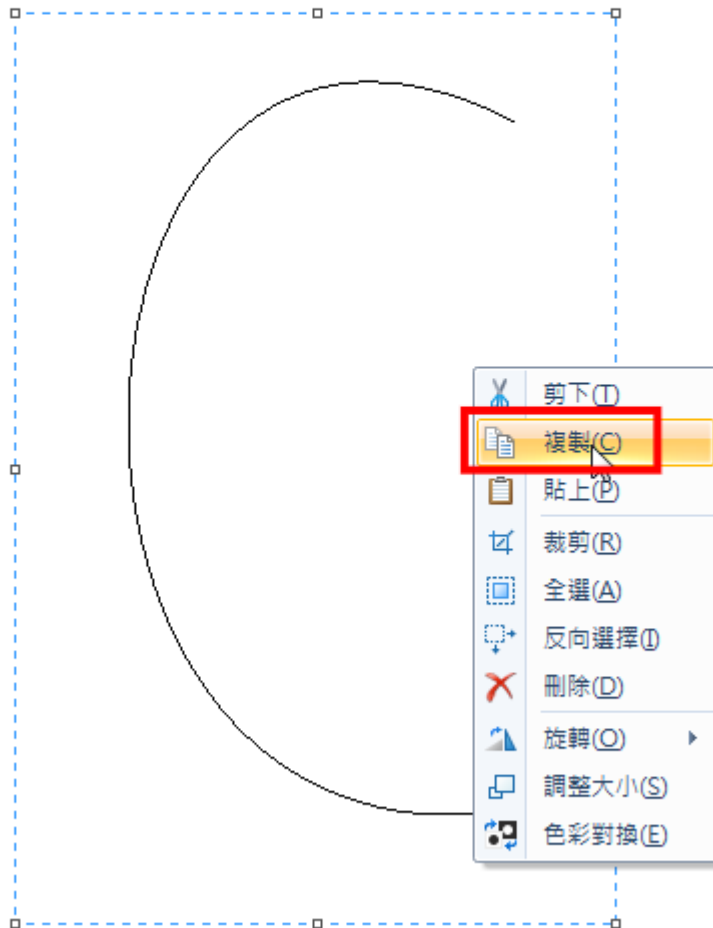 剪下(T)
複製(C)
貼上(P)
裁剪(R)
全選(A)
反向選擇(I)
刪除(D)
旋轉(O)
調整大小(S)
色彩對換(E)